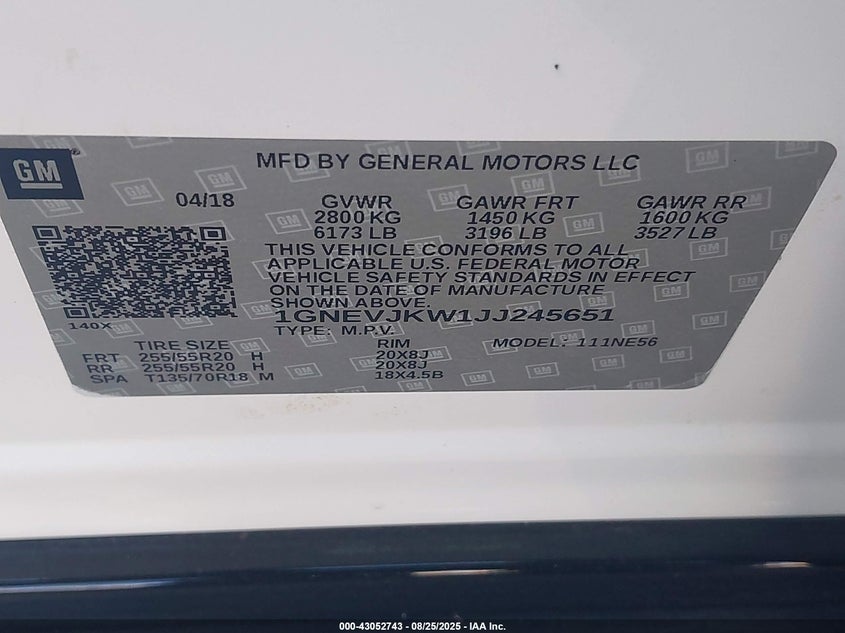 GM
MFD BY GENERAL MOTORS LLC
04/18 GVWR GAWR FRT GAWR RR
2800 KG 1450 KG 1600 KG
6173 LB 3196 LB 3527 LB
THIS VEHICLE CONFORMS TO ALL
APPLICABLE U.S. FEDERAL MOTOR
VEHICLE SAFETY STANDARDS IN EFFECT
ON THE DATE OF MANUFACTURE
SHOWN ABOVE.
140X
1GNEVJKW1JJ245651
TYPE: M.P.V.
TIRE SIZE RIM MODEL: 111NE56
FRT 255/55R20 H 20X8J
RR 255/55R20 H 20X8J
SPA T135/70R18 M 18X4.5B
000-43052743 - 08/25/2025 - IAA Inc.